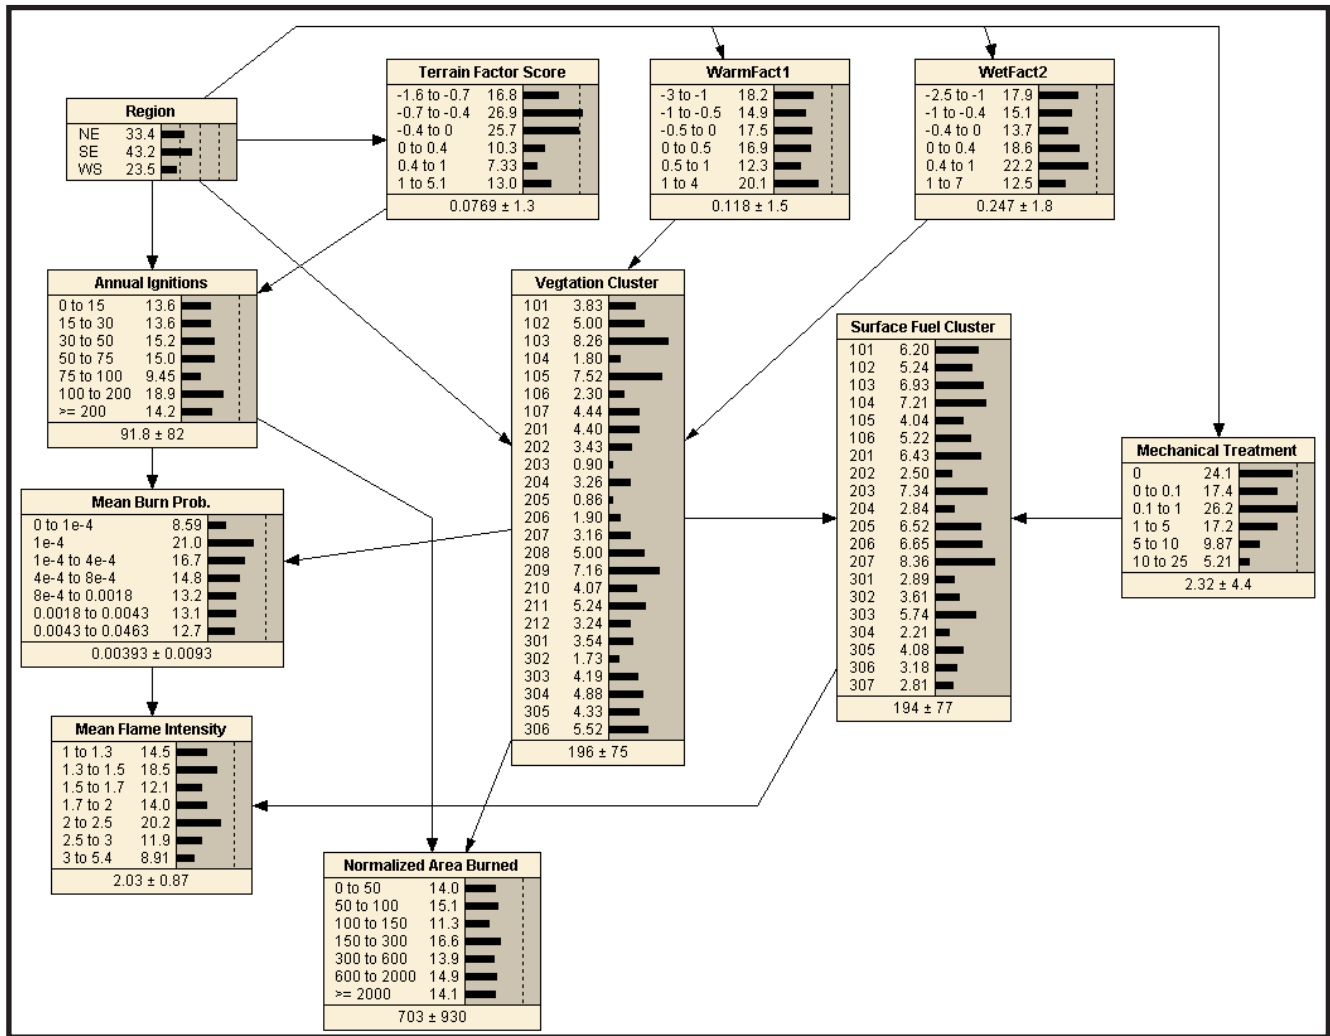 Region
NE 33.4
SE 43.2
WS 23.5
Terrain Factor Score
-1.6 to -0.7 16.8
-0.7 to -0.4 26.9
-0.4 to 0 25.7
0 to 0.4 10.3
0.4 to 1 7.33
1 to 5.1 13.0
0.0769 ± 1.3
WarmFact1
-3 to -1 18.2
-1 to -0.5 14.9
-0.5 to 0 17.5
0 to 0.5 16.9
0.5 to 1 12.3
1 to 4 20.1
0.118 ± 1.5
WetFact2
-2.5 to -1 17.9
-1 to -0.4 15.1
-0.4 to 0 13.7
0 to 0.4 18.6
0.4 to 1 22.2
1 to 7 12.5
0.247 ± 1.8
Annual Ignitions
0 to 15 13.6
15 to 30 13.6
30 to 50 15.2
50 to 75 15.0
75 to 100 9.45
100 to 200 18.9
>= 200 14.2
91.8 ± 82
Vegtation Cluster
101 3.83
102 5.00
103 8.26
104 1.80
105 7.52
106 2.30
107 4.44
201 4.40
202 3.43
203 0.90
204 3.26
205 0.86
206 1.90
207 3.16
208 5.00
209 7.16
210 4.07
211 5.24
212 3.24
301 3.54
302 1.73
303 4.19
304 4.88
305 4.33
306 5.52
196 ± 75
Surface Fuel Cluster
101 6.20
102 5.24
103 6.93
104 7.21
105 4.04
106 5.22
201 6.43
202 2.50
203 7.34
204 2.84
205 6.52
206 6.65
207 8.36
301 2.89
302 3.61
303 5.74
304 2.21
305 4.08
306 3.18
307 2.81
194 ± 77
Mechanical Treatment
0 24.1
0 to 0.1 17.4
0.1 to 1 26.2
1 to 5 17.2
5 to 10 9.87
10 to 25 5.21
2.32 ± 4.4
Mean Burn Prob.
0 to 1e-4 8.59
1e-4 21.0
1e-4 to 4e-4 16.7
4e-4 to 8e-4 14.8
8e-4 to 0.0018 13.2
0.0018 to 0.0043 13.1
0.0043 to 0.0463 12.7
0.00393 ± 0.0093
Mean Flame Intensity
1 to 1.3 14.5
1.3 to 1.5 18.5
1.5 to 1.7 12.1
1.7 to 2 14.0
2 to 2.5 20.2
2.5 to 3 11.9
3 to 5.4 8.91
2.03 ± 0.87
Normalized Area Burned
0 to 50 14.0
50 to 100 15.1
100 to 150 11.3
150 to 300 16.6
300 to 600 13.9
600 to 2000 14.9
>= 2000 14.1
703 ± 930